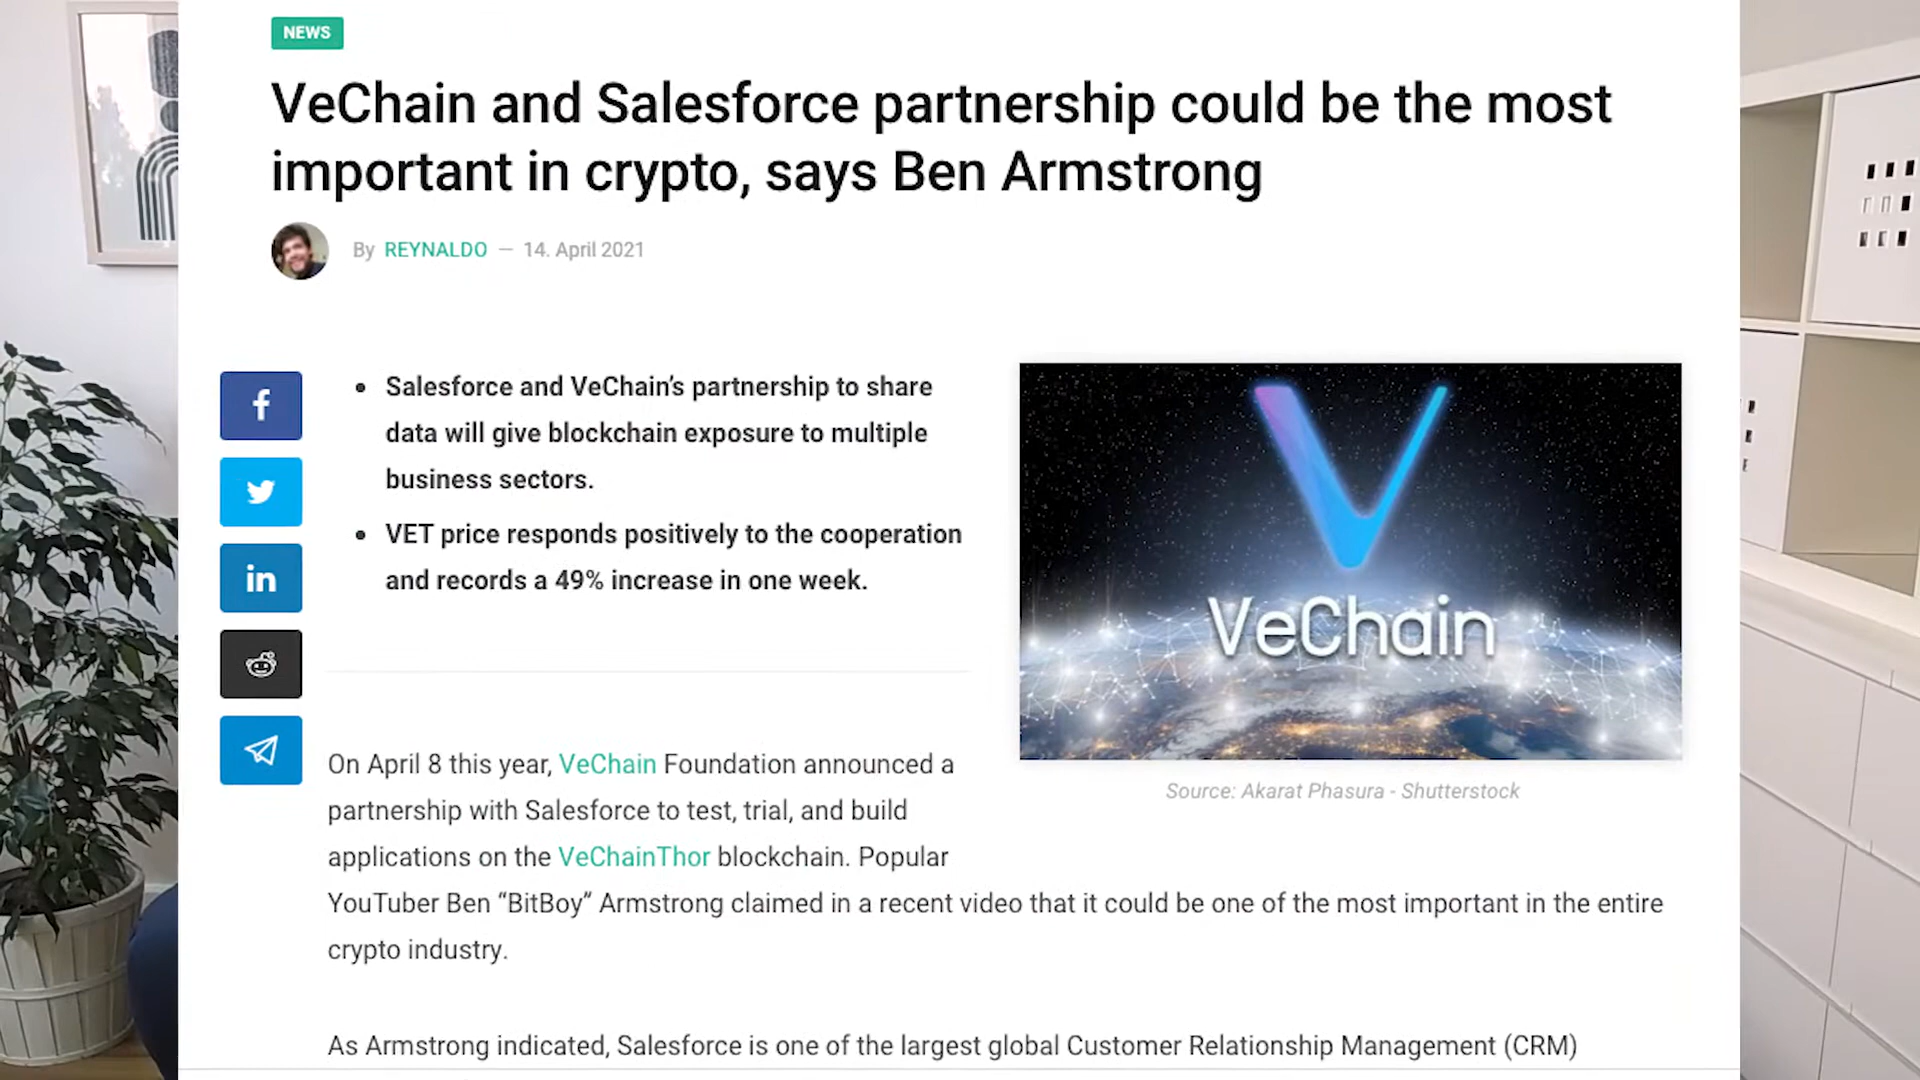 NEWS
VeChain and Salesforce partnership could be the most
important in crypto, says Ben Armstrong
By REYNALDO — 14. April 2021
• Salesforce and VeChain’s partnership to share
data will give blockchain exposure to multiple
business sectors.
• VET price responds positively to the cooperation
and records a 49% increase in one week.
VeChain
Source: Akarat Phasura - Shutterstock
On April 8 this year, VeChain Foundation announced a
partnership with Salesforce to test, trial, and build
applications on the VeChainThor blockchain. Popular
YouTuber Ben “BitBoy” Armstrong claimed in a recent video that it could be one of the most important in the entire
crypto industry.
As Armstrong indicated, Salesforce is one of the largest global Customer Relationship Management (CRM)